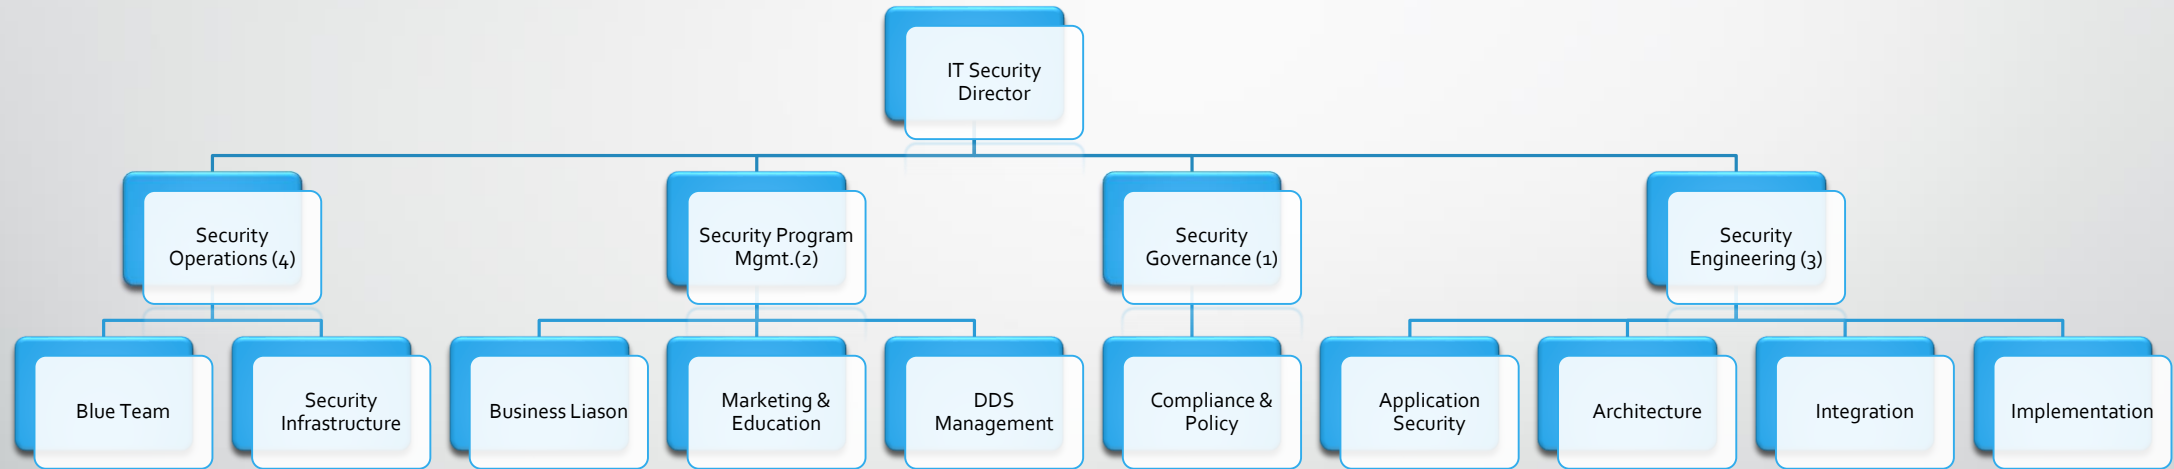 IT Security
Director
Security
Operations (4)
Security Program
Mgmt.(2)
Security
Governance (1)
Security
Engineering (3)
Blue Team
Security
Infrastructure
Business Liason
Marketing &
Education
DDS
Management
Compliance &
Policy
Application
Security
Architecture
Integration
Implementation